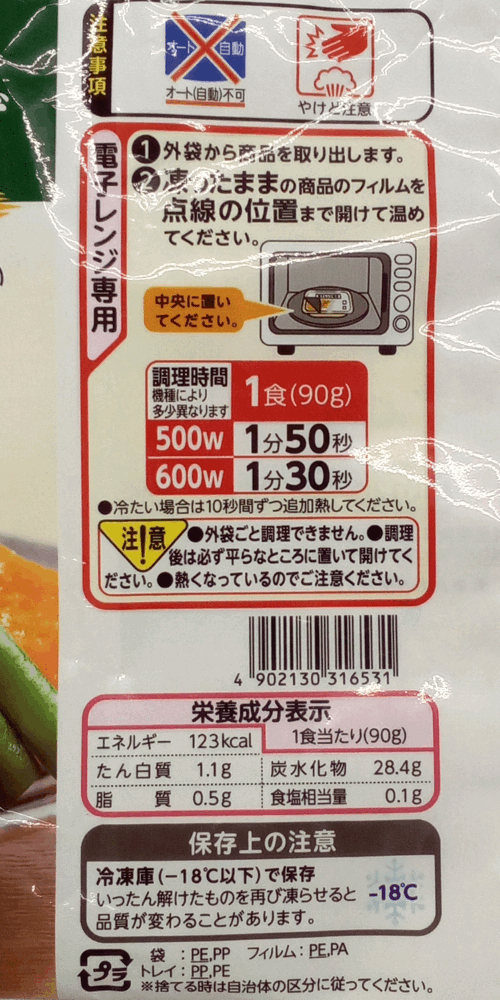 注意事項
オート 自動
オート(自動)不可
やけど注意
電子レンジ専用
❶外袋から商品を取り出します。
❷凍ったままの商品のフィルムを
点線の位置まで開けて温め
てください。
中央に置い
てください。
調理時間
機種により
多少異なります
1食(90g)
500W 1分50秒
600W 1分30秒
●冷たい場合は10秒間ずつ追加熱してください。
注!意 ●外袋ごと調理できません。●調理
後は必ず平らなところに置いて開けてく
ださい。●熱くなっているのでご注意ください。
4 902130 316531
栄養成分表示
エネルギー 123kcal 1食当たり(90g)
たん白質 1.1g 炭水化物 28.4g
脂質 0.5g 食塩相当量 0.1g
保存上の注意
冷凍庫(-18℃以下)で保存
いったん解けたものを再び凍らせると
品質が変わることがあります。
-18℃
プラ
袋:PE,PP フィルム:PE,PA
トレイ:PP,PE
※捨てる時は自治体の区分に従ってください。